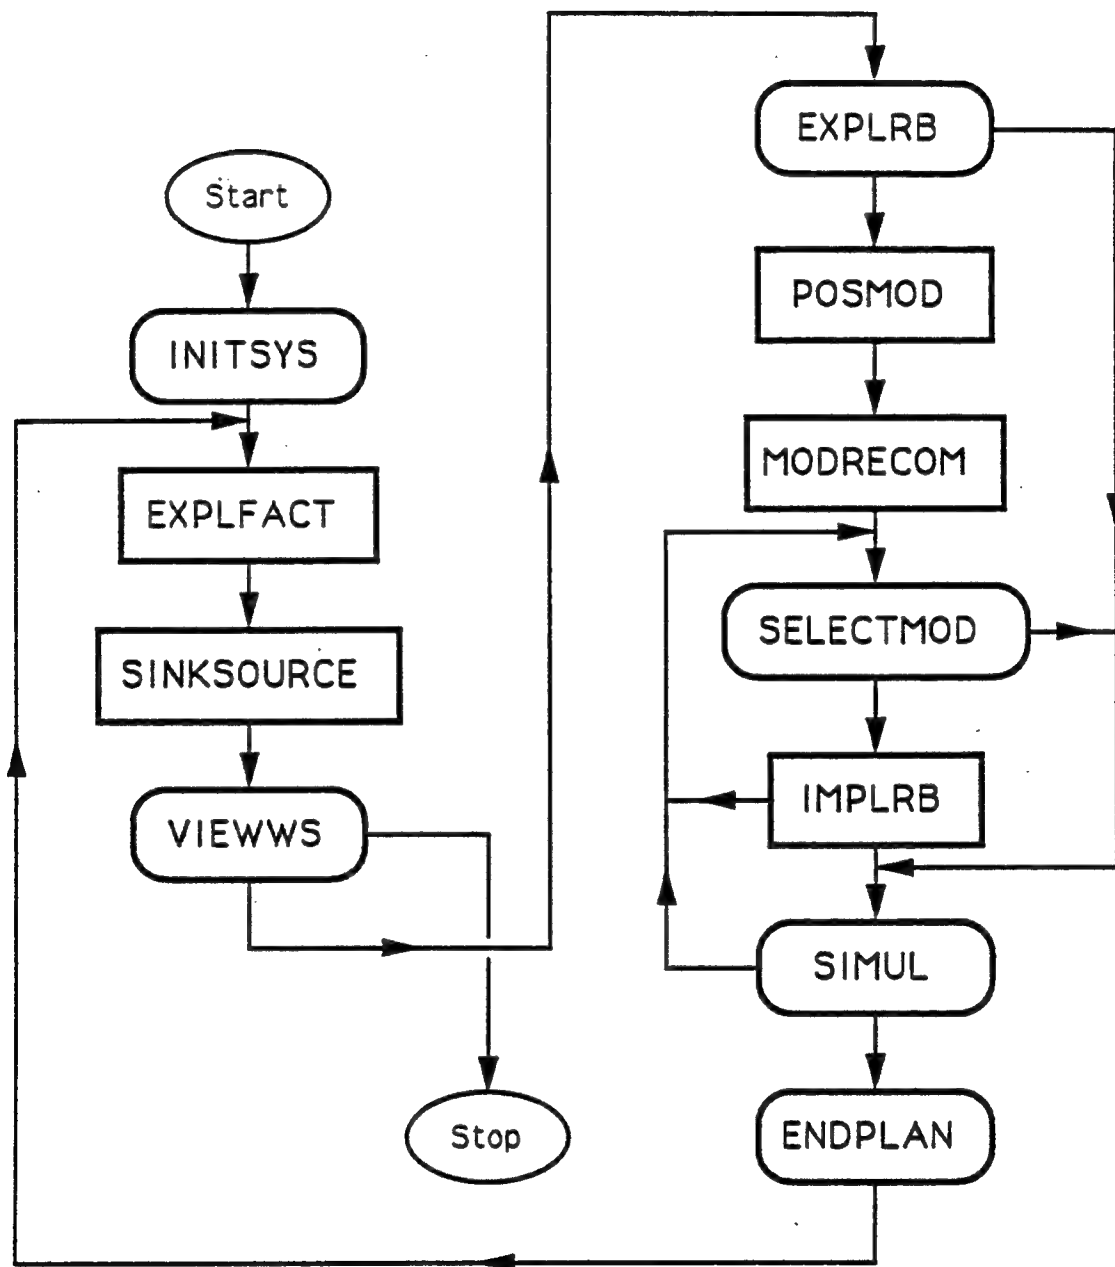 Start
INITSYS
EXPLFACT
SINKSOURCE
VIEWWS
Stop
EXPLRB
POSMOD
MODRECOM
SELECTMOD
IMPLRB
SIMUL
ENDPLAN